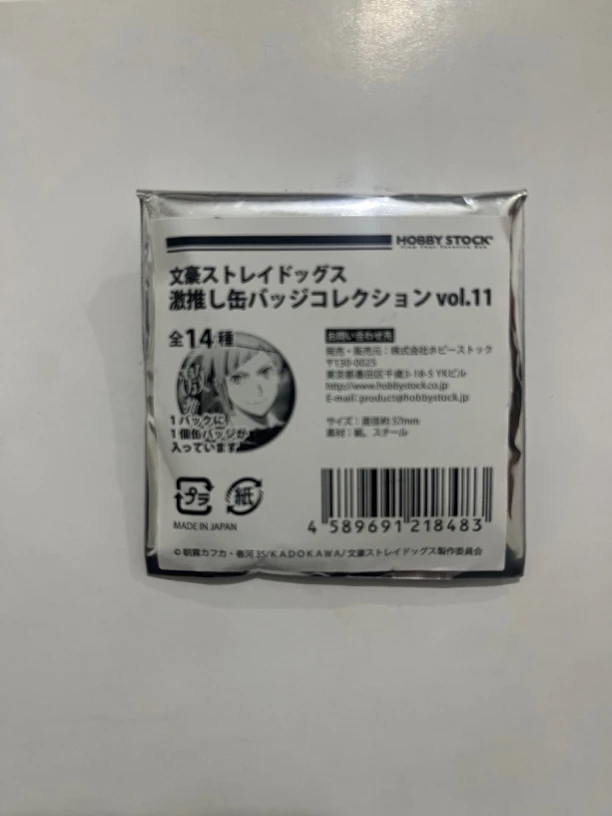 HOBBY STOCK
文豪ストレイドッグス
激推し缶バッジコレクション vol.11
全14種
1パックに
1個缶バッジが
入っています。
お問い合わせ先
発売・販売元：株式会社ホビーストック
〒130-0025
東京都墨田区千歳3-18-5 YKビル
http://www.hobbystock.co.jp
E-mail: product@hobbystock.jp
サイズ：直径約57mm
素材：紙、スチール
プラ
紙
MADE IN JAPAN
4 589691 218483
© 朝霧カフカ・春河35/KADOKAWA/文豪ストレイドッグス製作委員会